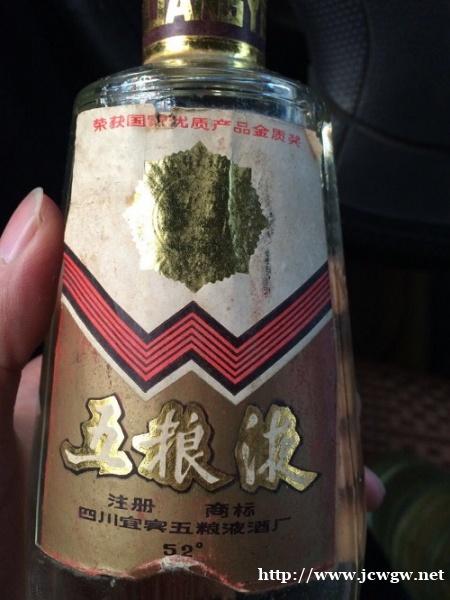 荣获国家优质产品金质奖
五粮液
注册 商标
四川宜宾五粮液酒厂
52°
http://www.jcwgw.net/